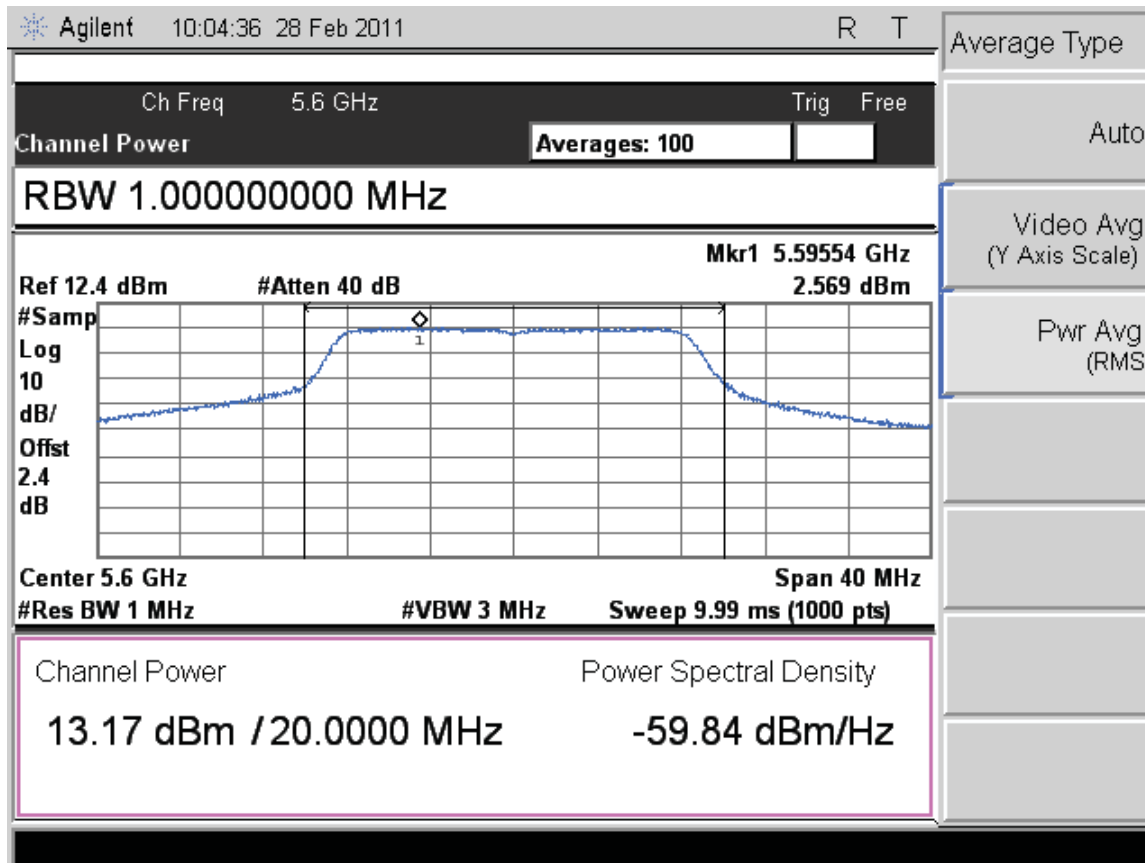 Agilent 10:04:36 28 Feb 2011 R T
Average Type
Ch Freq 5.6 GHz Trig Free
Channel Power Averages: 100
Auto
RBW 1.000000000 MHz
Video Avg
(Y Axis Scale)
Mkr1 5.59554 GHz
Ref 12.4 dBm #Atten 40 dB 2.569 dBm
#Samp
Log
10
dB/
Offst
2.4
dB
1
Pwr Avg
(RMS
Center 5.6 GHz Span 40 MHz
#Res BW 1 MHz #VBW 3 MHz Sweep 9.99 ms (1000 pts)
Channel Power Power Spectral Density
13.17 dBm / 20.0000 MHz -59.84 dBm/Hz